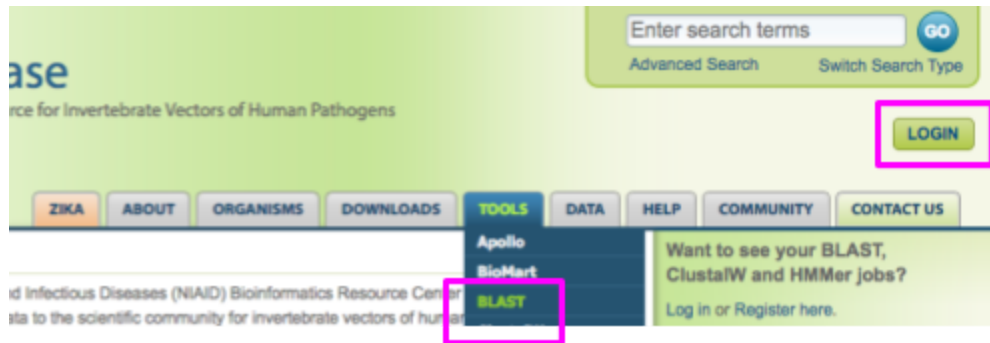 Enter search terms GO
Advanced Search Switch Search Type
ase
rce for Invertebrate Vectors of Human Pathogens
LOGIN
ZIKA ABOUT ORGANISMS DOWNLOADS TOOLS DATA HELP COMMUNITY CONTACT US
Apollo
BioMart
BLAST
Want to see your BLAST,
ClustalW and HMMer jobs?
Log in or Register here.
nd Infectious Diseases (NIAID) Bioinformatics Resource Center
ata to the scientific community for invertebrate vectors of human